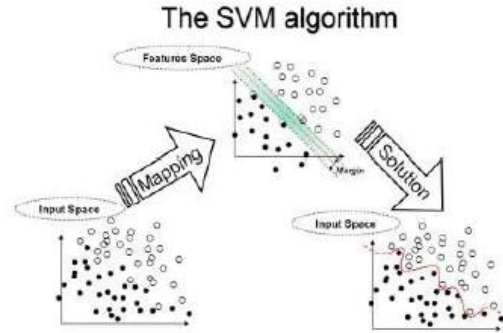 The SVM algorithm
Features Space
Margin
Mapping
Solution
Input Space
Input Space